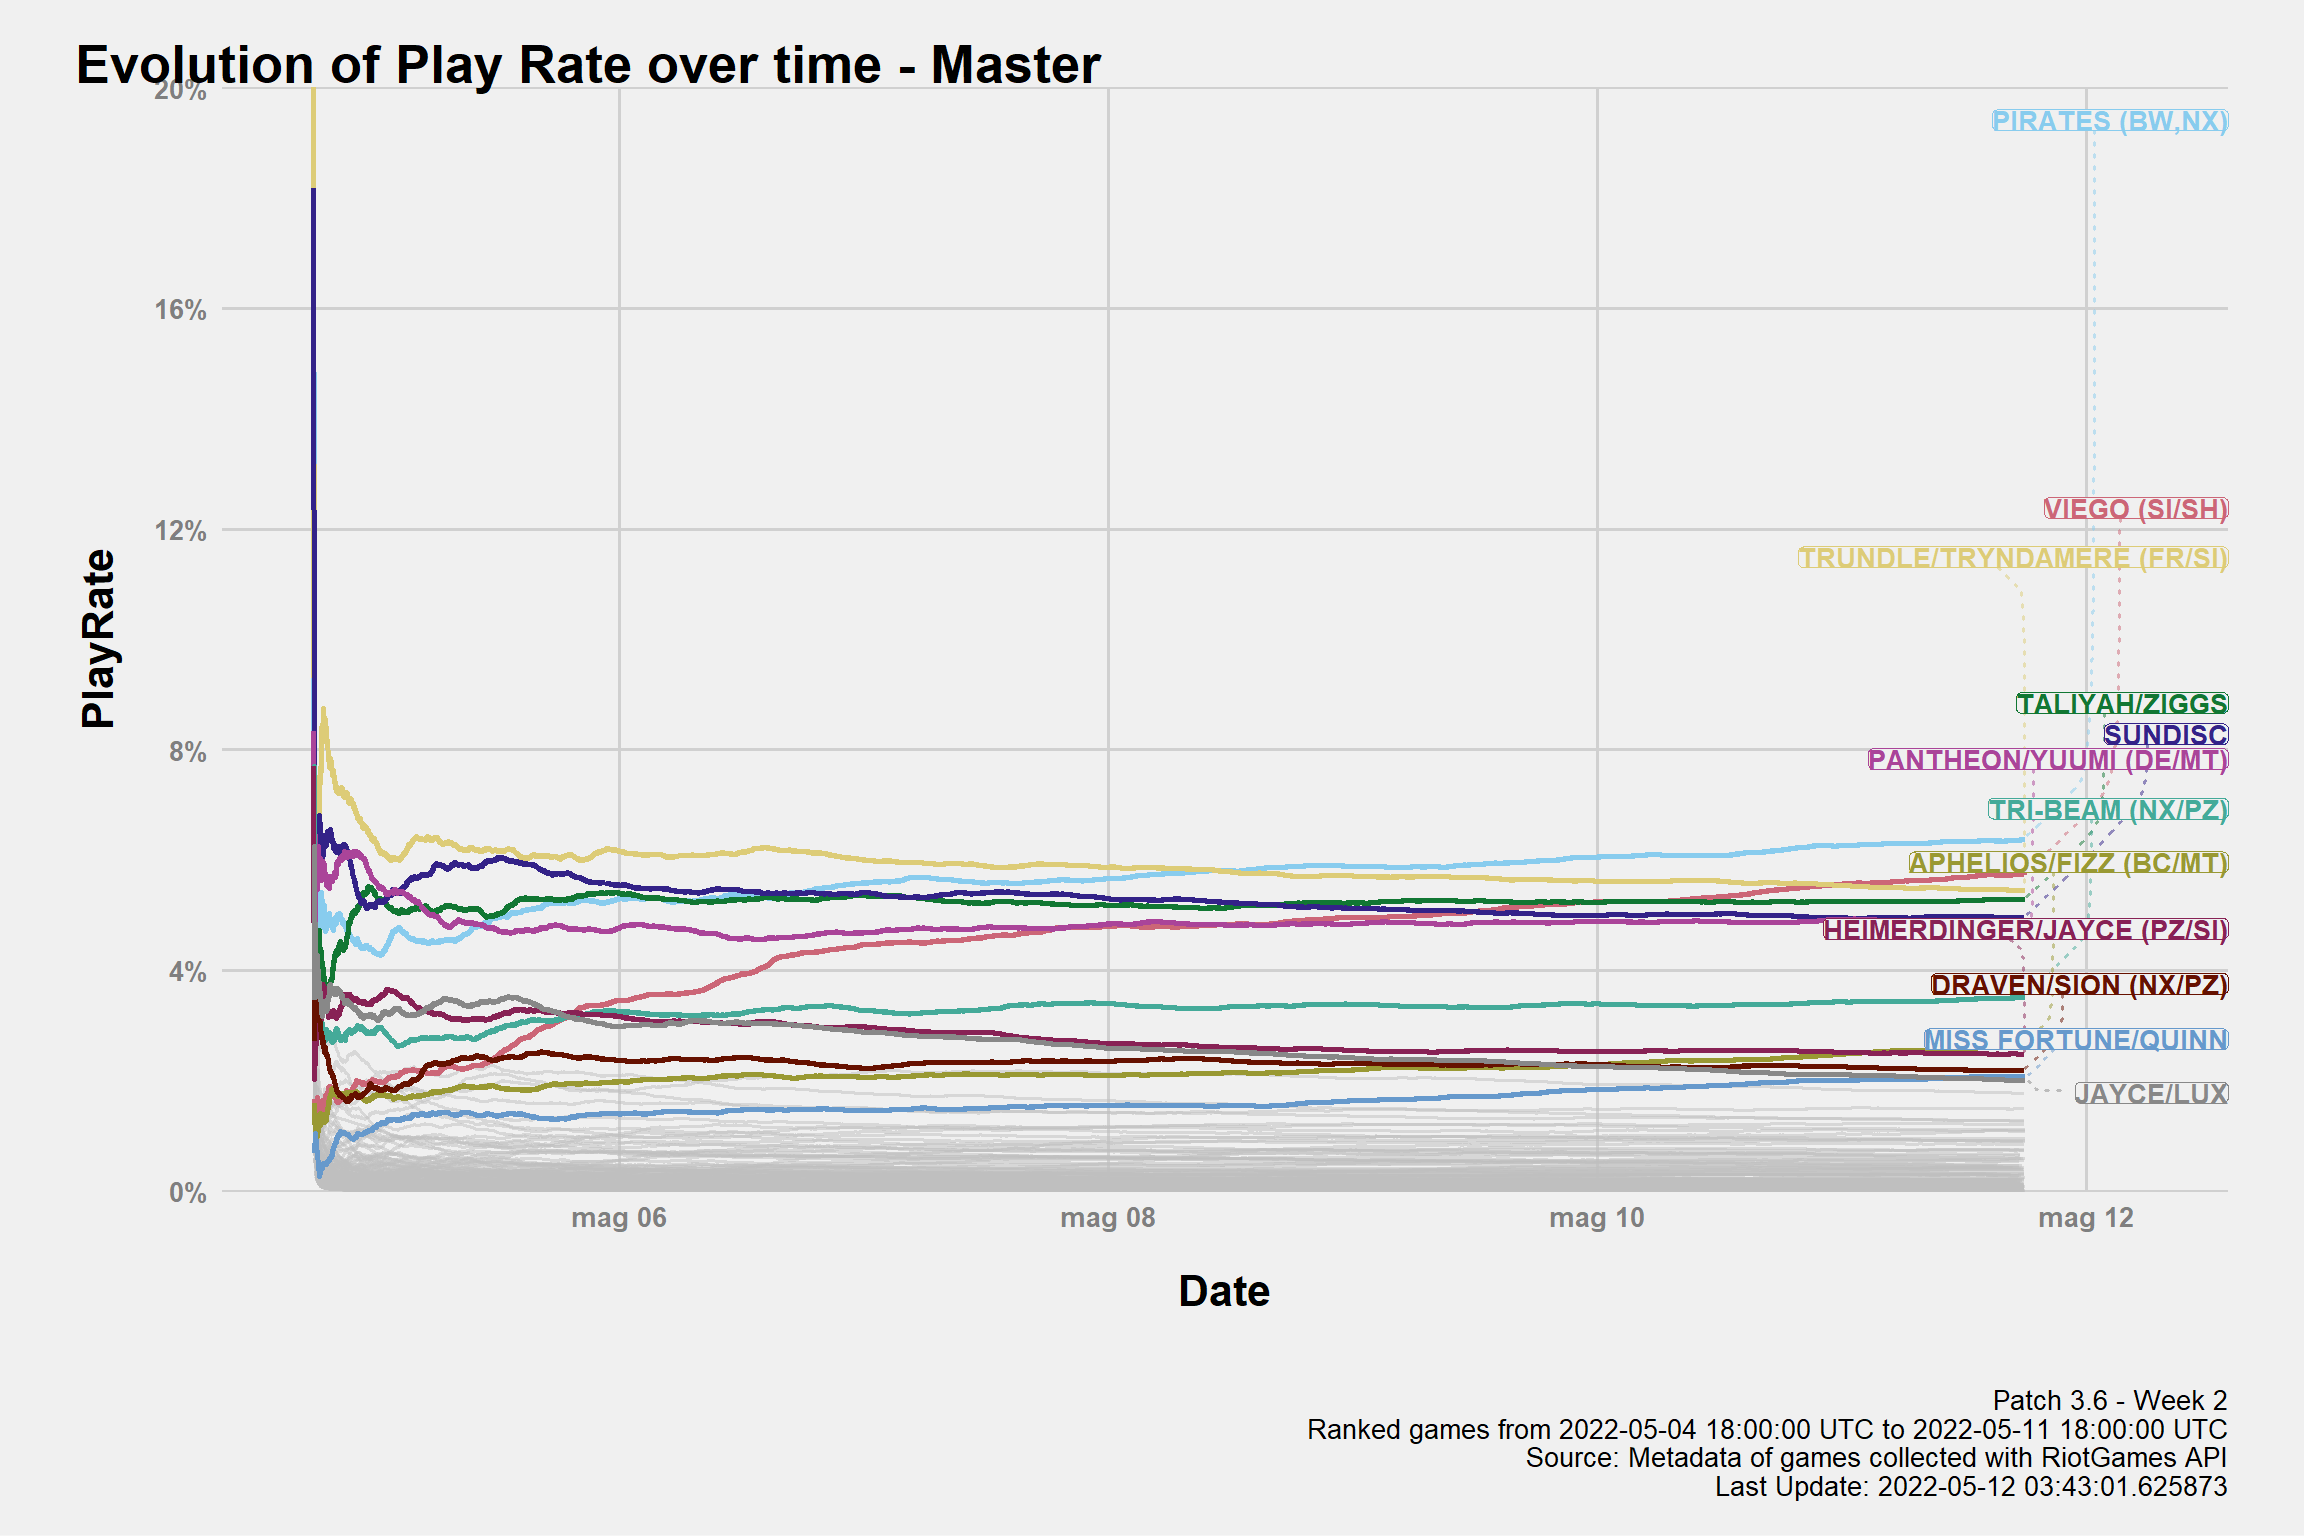 Evolution of Play Rate over time - Master
20%
16%
12%
8%
4%
0%
PlayRate
PIRATES (BW,NX)
VIEGO (SI/SH)
TRUNDLE/TRYNDAMERE (FR/SI)
TALIYAH/ZIGGS
SUNDISC
PANTHEON/YUUMI (DE/MT)
TRI-BEAM (NX/PZ)
APHELIOS/FIZZ (BC/MT)
HEIMERDINGER/JAYCE (PZ/SI)
DRAVEN/SION (NX/PZ)
MISS FORTUNE/QUINN
JAYCE/LUX
mag 06
mag 08
mag 10
mag 12
Date
Patch 3.6 - Week 2
Ranked games from 2022-05-04 18:00:00 UTC to 2022-05-11 18:00:00 UTC
Source: Metadata of games collected with RiotGames API
Last Update: 2022-05-12 03:43:01.625873